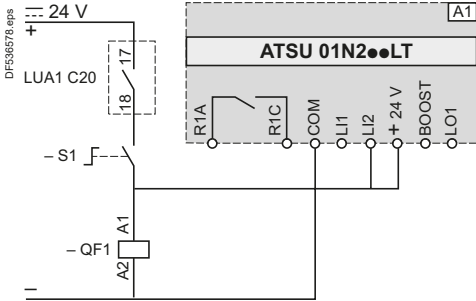 DF536578.eps
24 V
+
A1
17
LUA1 C20
18
ATSU 01N2●●LT
R1A
R1C
COM
LI1
LI2
+ 24 V
BOOST
LO1
– S1
A1
– QF1
A2
–